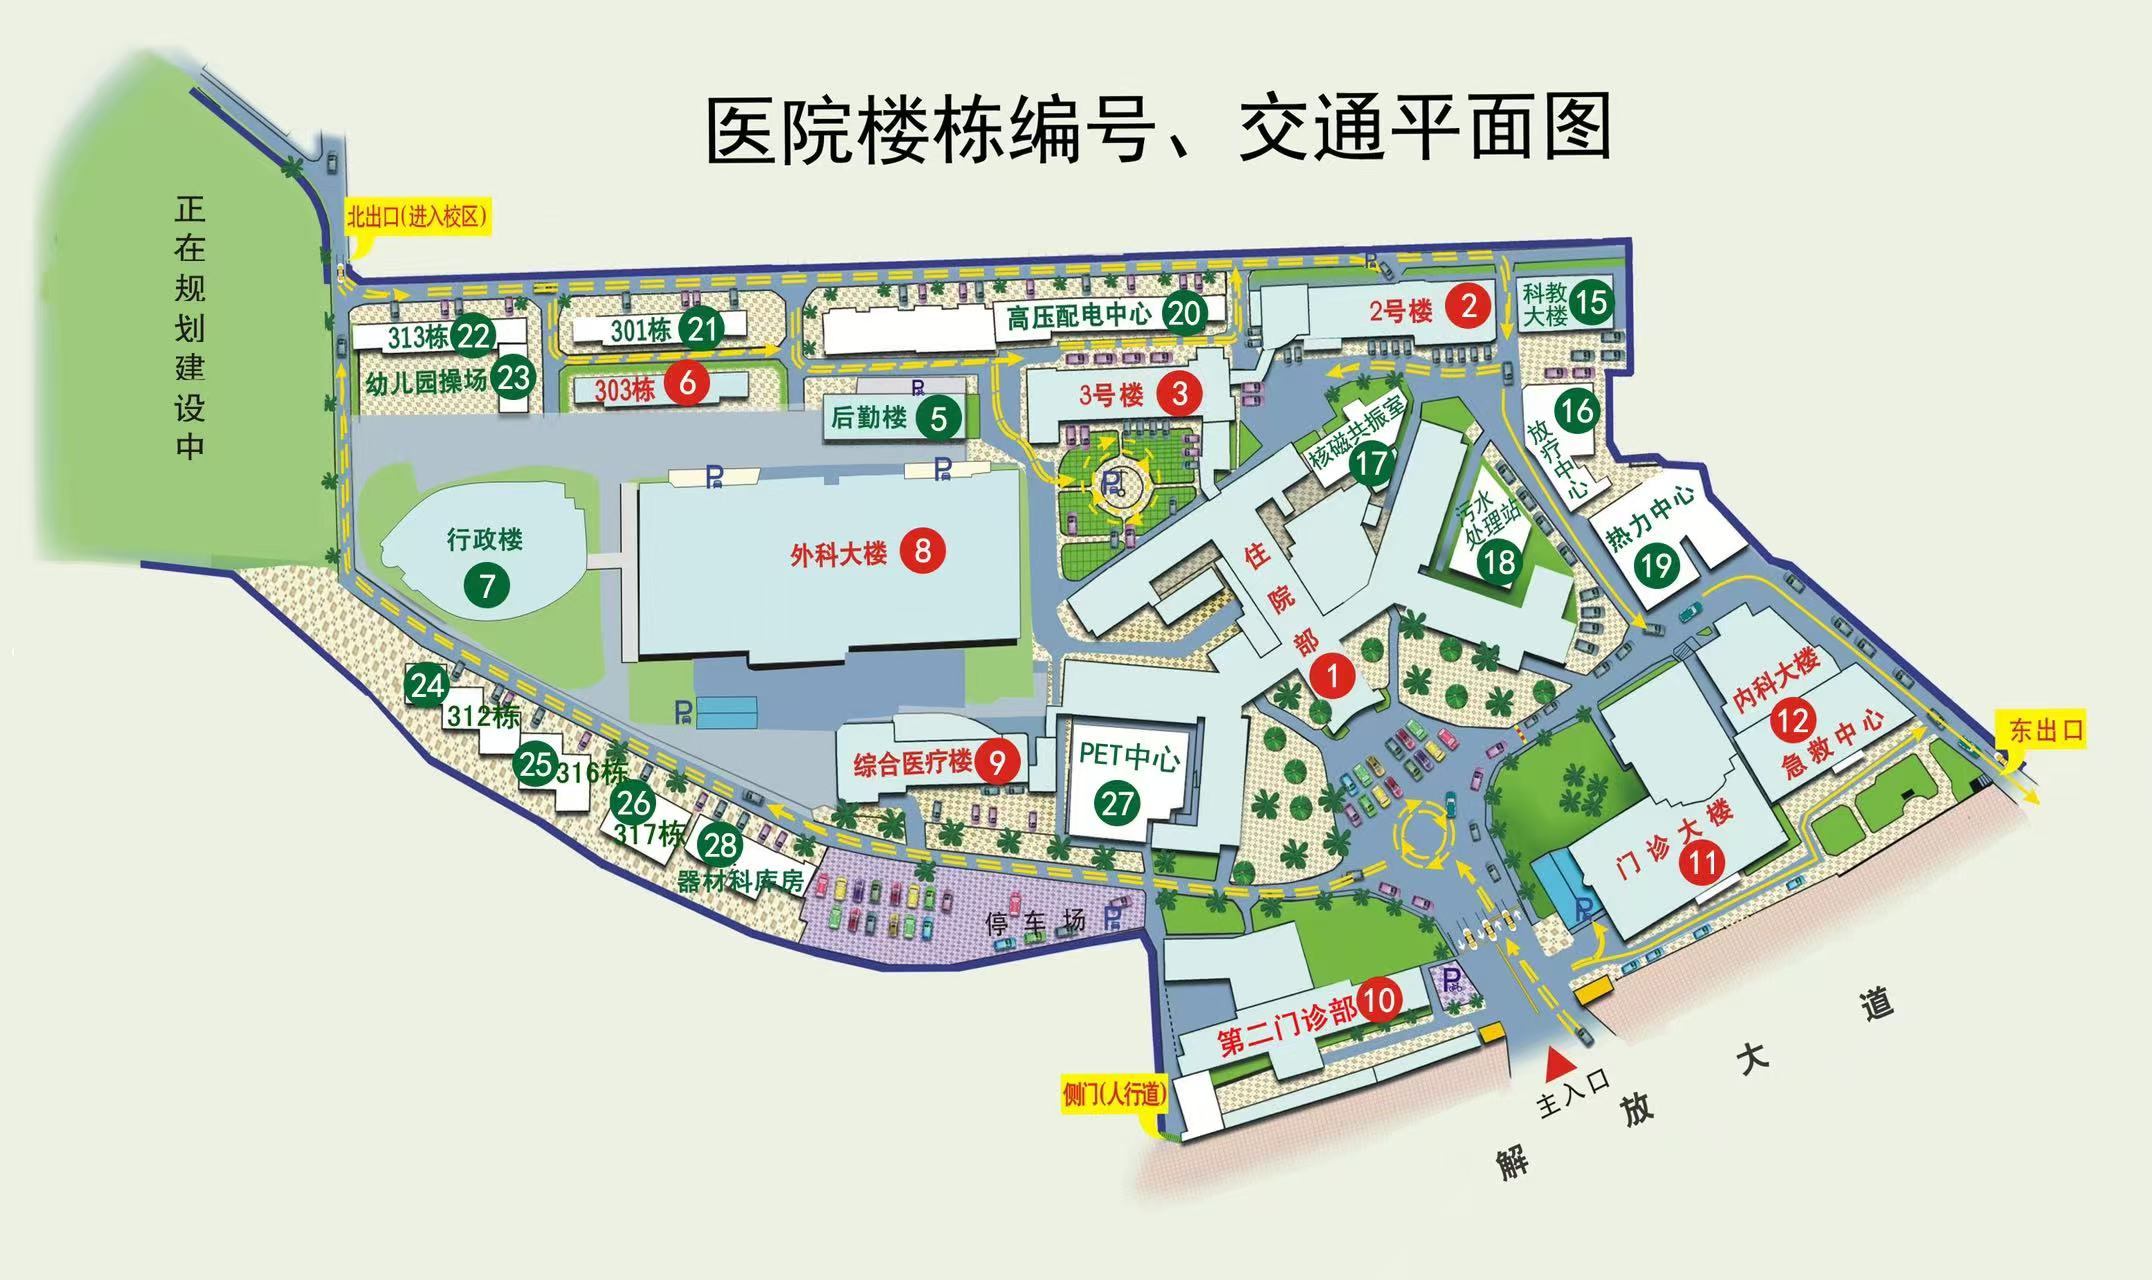 医院楼栋编号、交通平面图
正在规划建设中
北出口(进入校区)
313栋 22
301栋 21
高压配电中心 20
2号楼 2
科教
大楼 15
幼儿园操场 23
303栋 6
后勤楼 5
P
3号楼 3
P
16
放疗中心
核磁共振室
17
P
P
P
行政楼
7
外科大楼 8
住院部
1
污水
处理站
18
热力中心
19
24
312栋
25
316栋
26
317栋
28
器材科库房
P
综合医疗楼 9
PET中心
27
内科大楼
12
急救中心
东出口
门诊大楼
11
P
停车场 P
第二门诊部 10
P
侧门(人行道)
主入口
解放大道